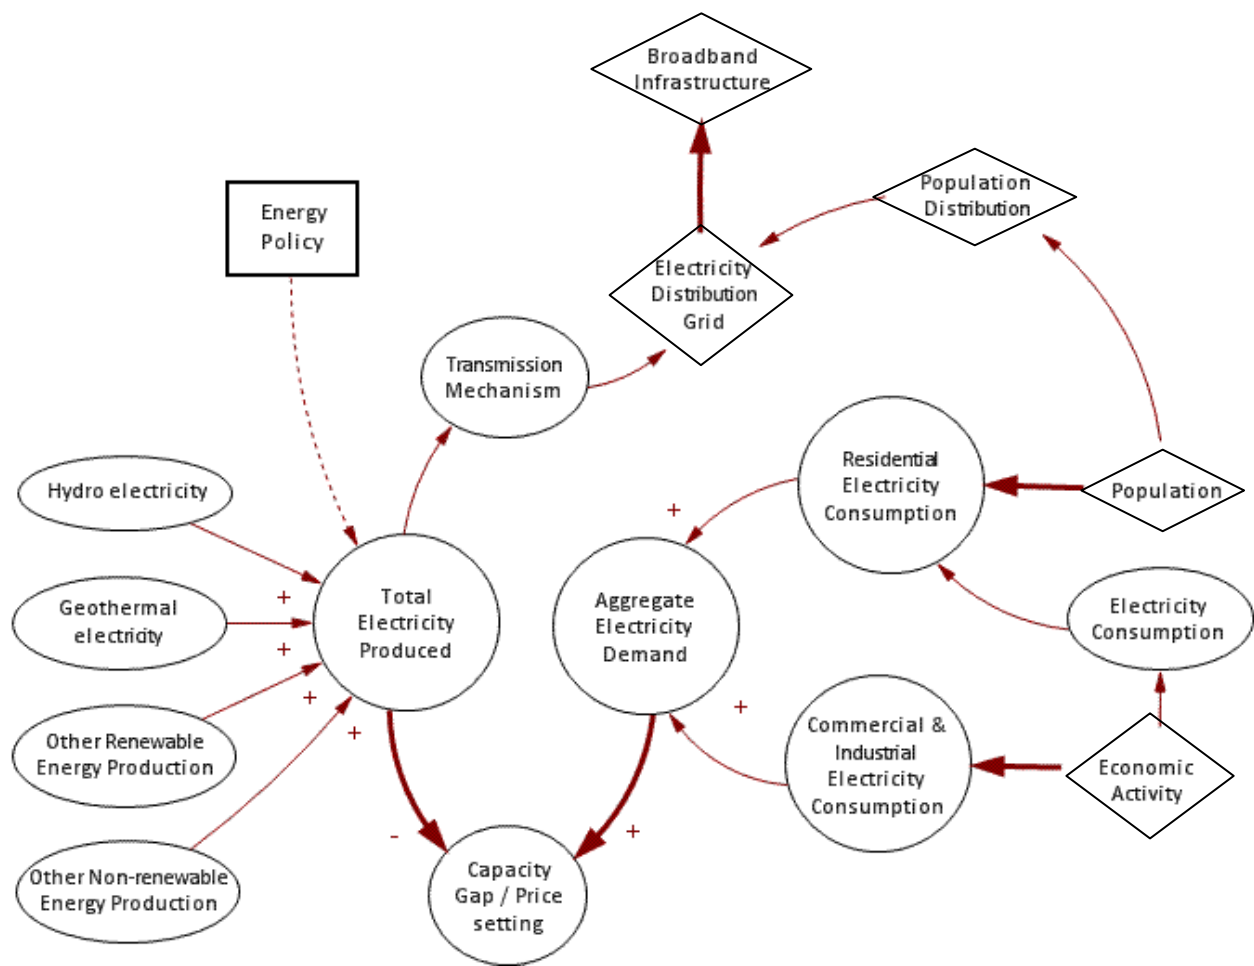 Broadband
Infrastructure
Population
Distribution
Energy
Policy
Electricity
Distribution
Grid
Transmission
Mechanism
Residential
Electricity
Consumption
Population
Hydro electricity
+
+
Geothermal
electricity
+
Total
Electricity
Produced
Aggregate
Electricity
Demand
Electricity
Consumption
+
+
+
Other Renewable
Energy Production
Commercial &
Industrial
Electricity
Consumption
Economic
Activity
-
+
Other Non-renewable
Energy Production
Capacity
Gap / Price
setting